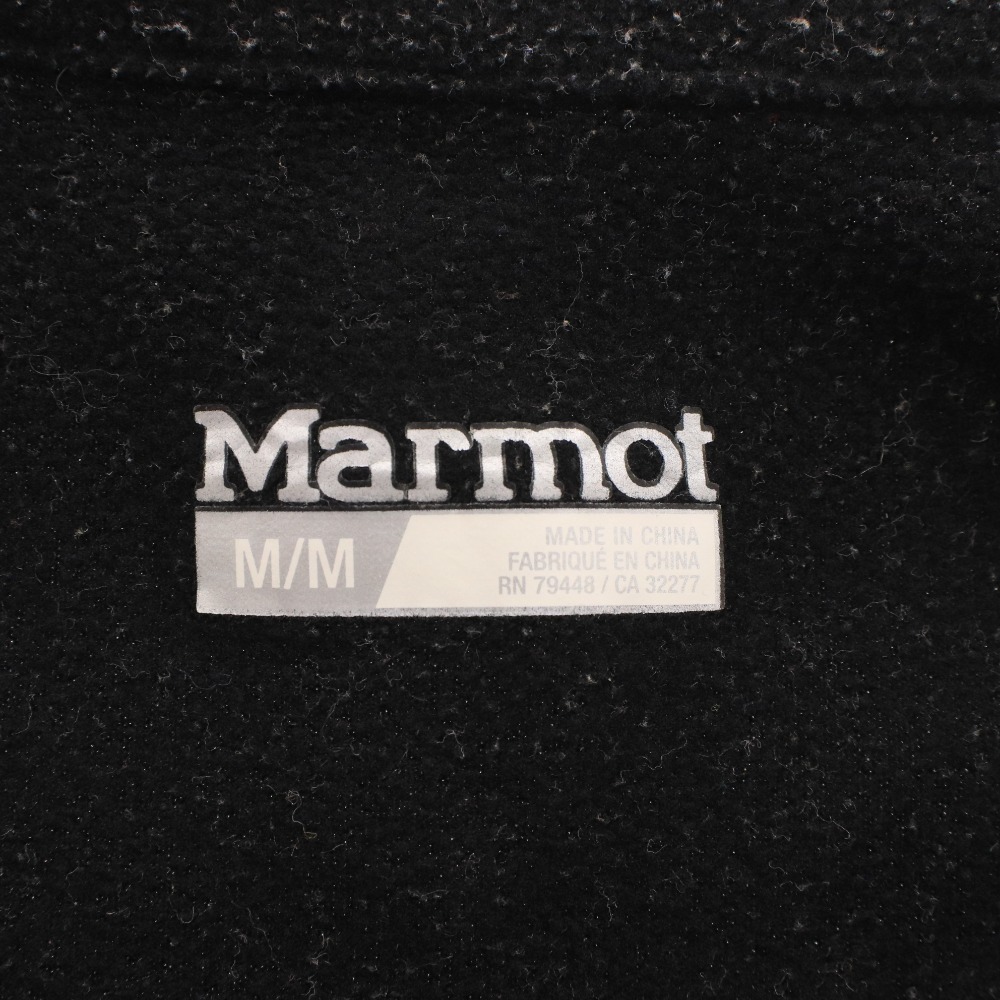 Marmot
M/M
MADE IN CHINA
FABRIQUÉ EN CHINA
RN 79448 / CA 32277